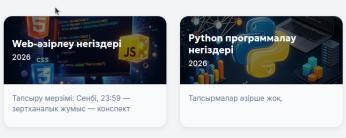 Web-әзірлеу негіздері
2026
Тапсыру мерзімі: Сенбі, 23:59 —
зертханалық жұмыс — конспект
Python программалау
негіздері
2026
Тапсырмалар әзірше жоқ.